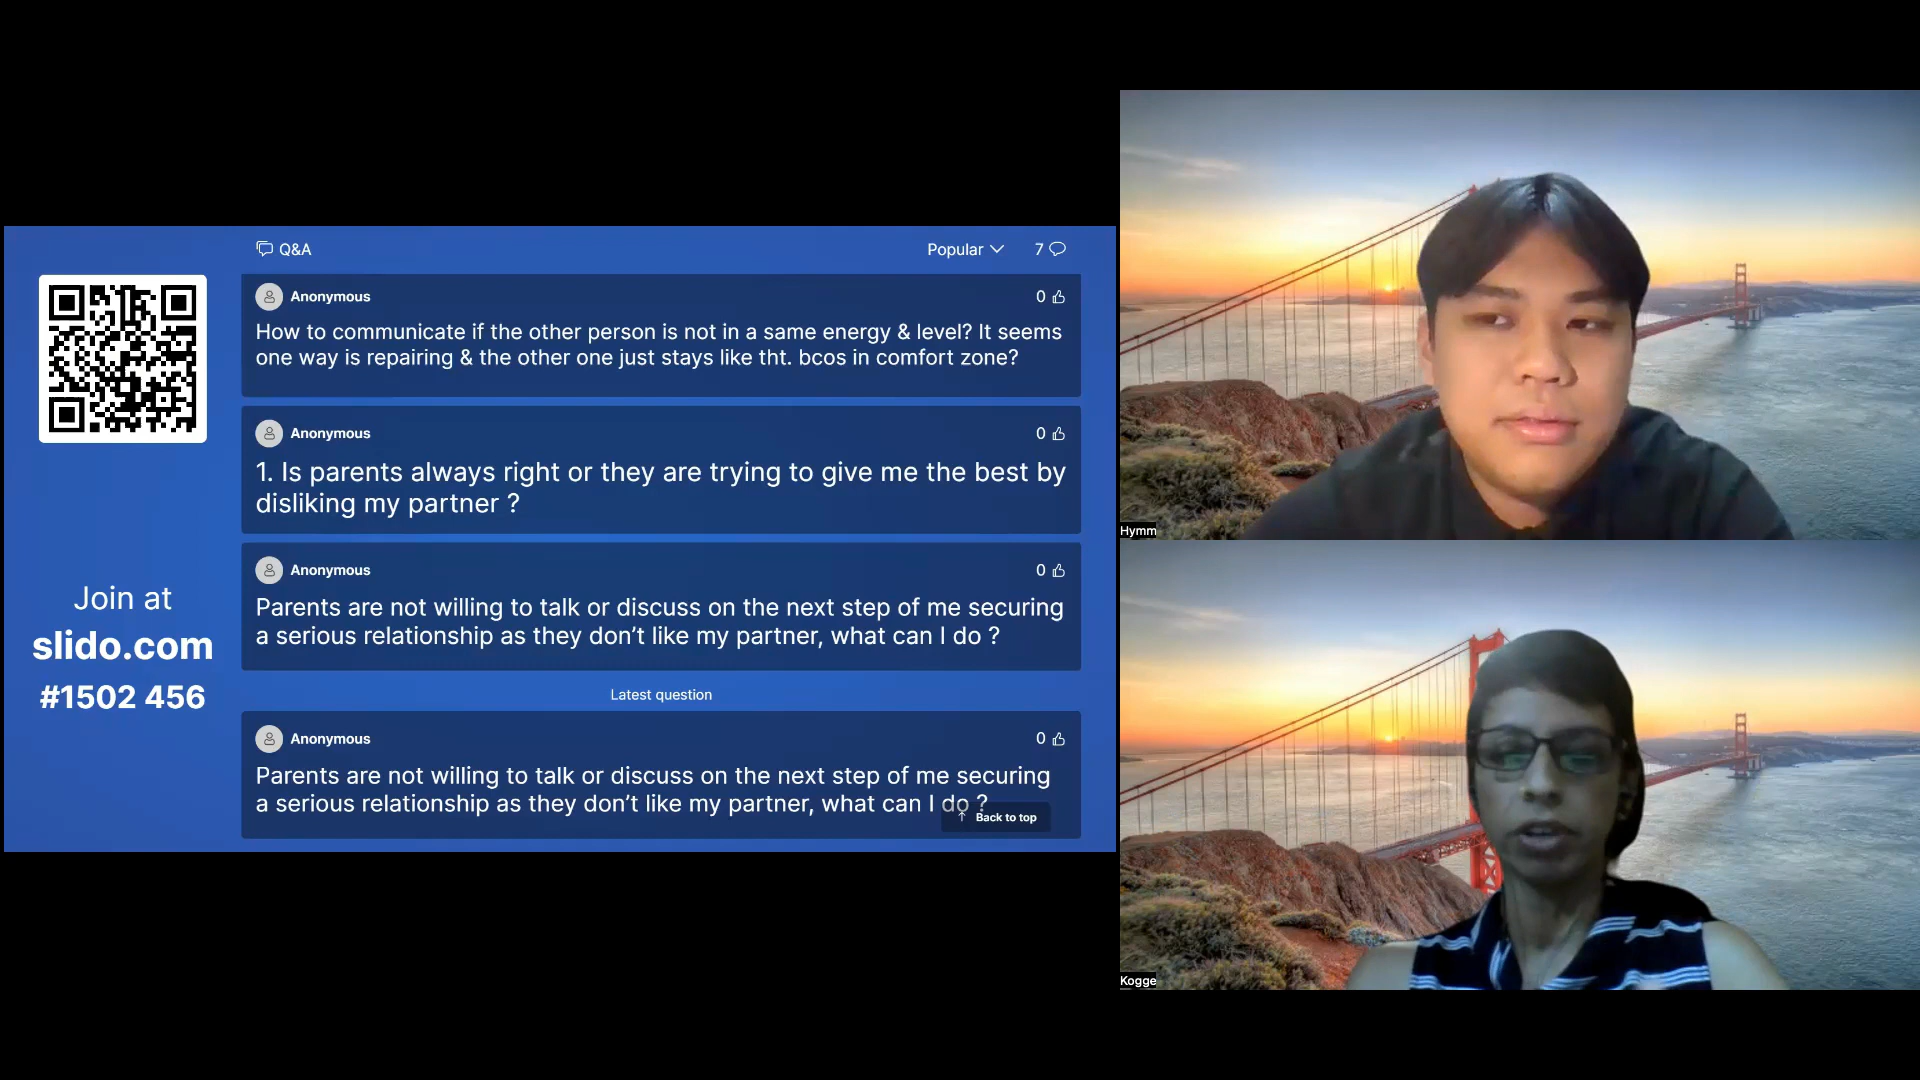 Q&A
Popular
7
Anonymous
0
How to communicate if the other person is not in a same energy & level? It seems
one way is repairing & the other one just stays like tht. bcos in comfort zone?
Anonymous
0
1. Is parents always right or they are trying to give me the best by
disliking my partner ?
Anonymous
0
Parents are not willing to talk or discuss on the next step of me securing
a serious relationship as they don’t like my partner, what can I do ?
Latest question
Anonymous
0
Parents are not willing to talk or discuss on the next step of me securing
a serious relationship as they don’t like my partner, what can I do ?
Back to top
Join at
slido.com
#1502 456
Hymm
Kogge